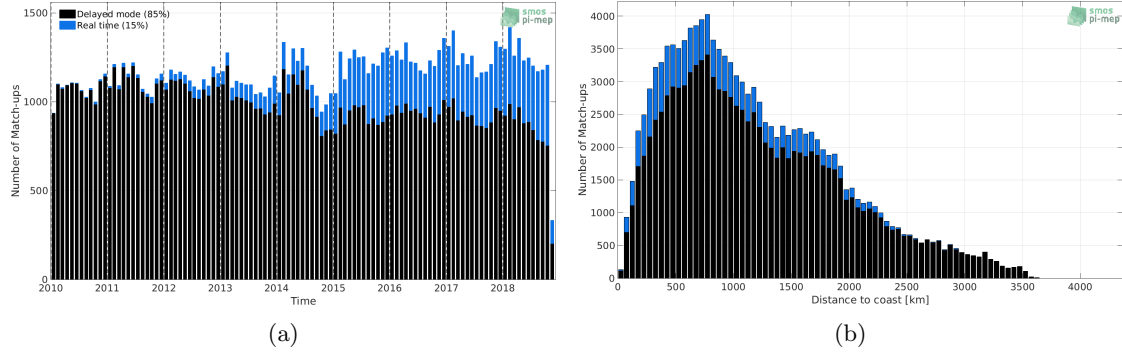 1500
1000
500
0
Number of Match-ups
Delayed mode (85%)
Real time (15%)
smos
pi-mep
2010 2011 2012 2013 2014 2015 2016 2017 2018
Time
(a)
4000
3500
3000
2500
2000
1500
1000
500
0
Number of Match-ups
smos
pi-mep
0 500 1000 1500 2000 2500 3000 3500 4000
Distance to coast [km]
(b)